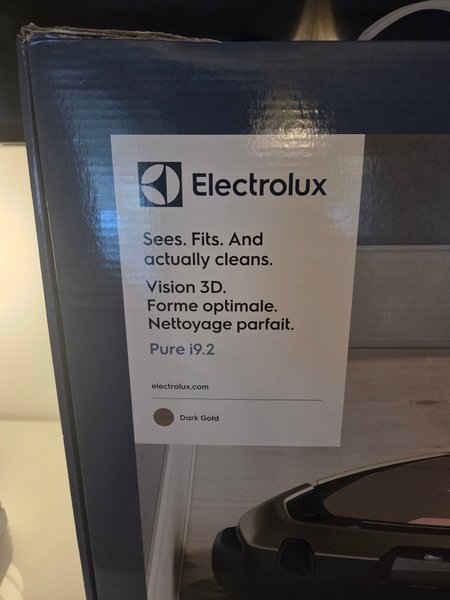 Electrolux
Sees. Fits. And
actually cleans.
Vision 3D.
Forme optimale.
Nettoyage parfait.
Pure i9.2
electrolux.com
Dark Gold